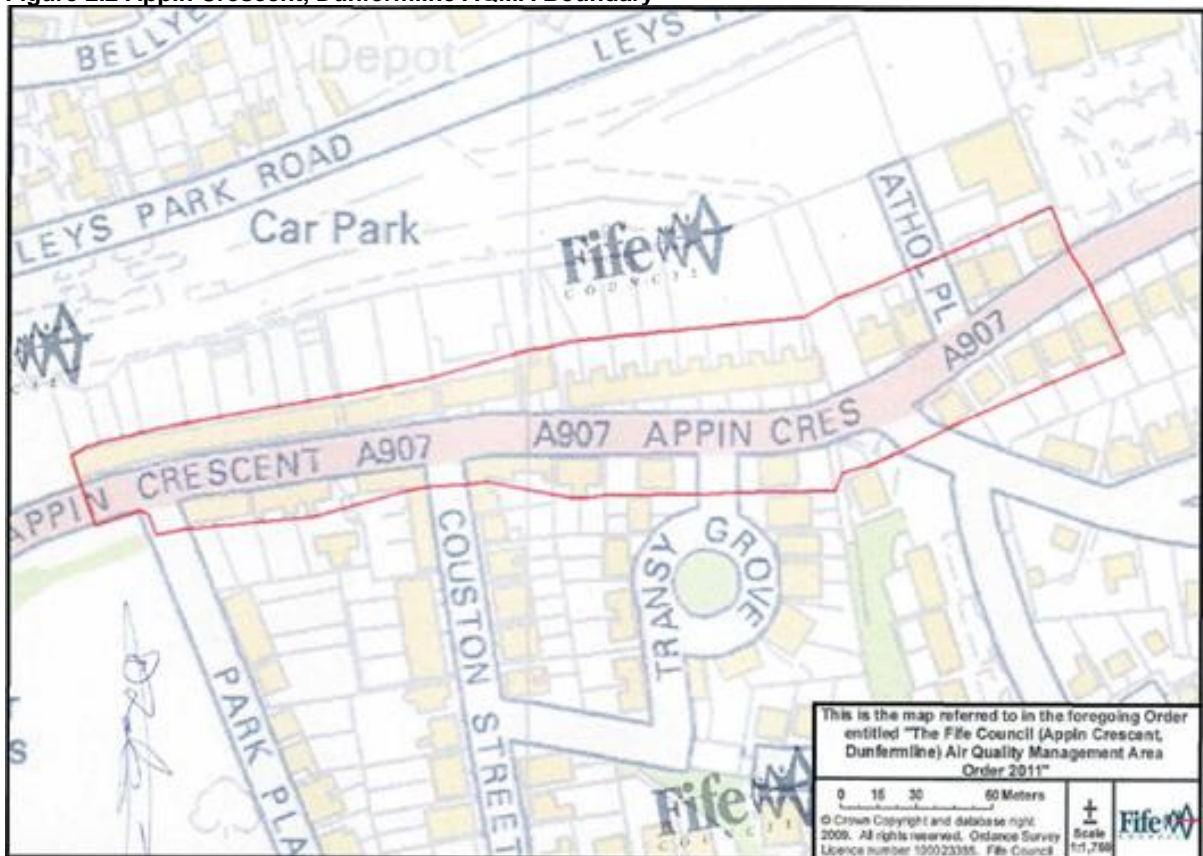 BELLYE
Depot
LEYS P
LEYS PARK ROAD
Car Park
Fife
COUNCIL
ATHOL PL
A907
A907 APPIN CRES
APPIN CRESCENT A907
COUSTON STREET
TRANSY GROVE
PARK PLA
S
Fife
COUNCIL
This is the map referred to in the foregoing Order
entitled "The Fife Council (Appin Crescent,
Dunfermline) Air Quality Management Area
Order 2011"
0 15 30 60 Meters
© Crown Copyright and database right
2009. All rights reserved. Ordance Survey
Licence number 100023385. Fife Council
Scale
Fife
COUNCIL